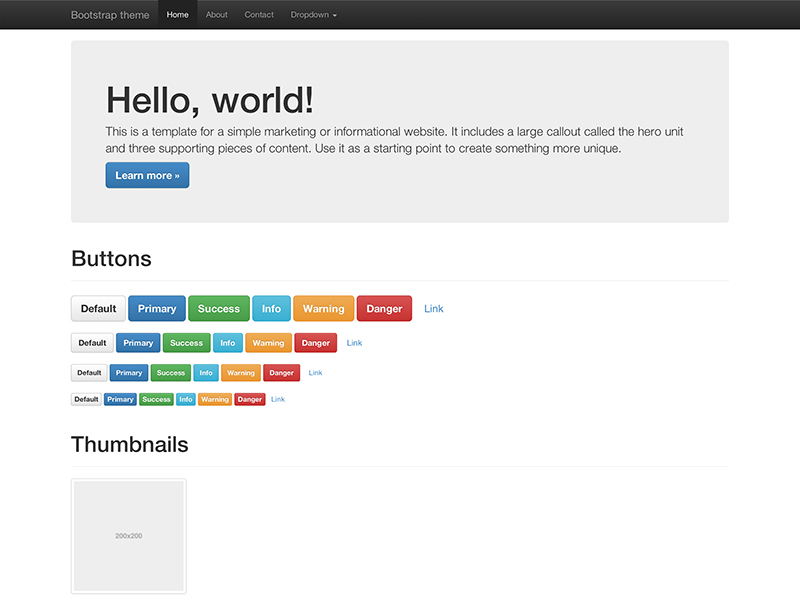 Bootstrap theme Home About Contact Dropdown
Hello, world!
This is a template for a simple marketing or informational website. It includes a large callout called the hero unit
and three supporting pieces of content. Use it as a starting point to create something more unique.
Learn more »
Buttons
Default Primary Success Info Warning Danger Link
Default Primary Success Info Warning Danger Link
Default Primary Success Info Warning Danger Link
Default Primary Success Info Warning Danger Link
Thumbnails
200x200